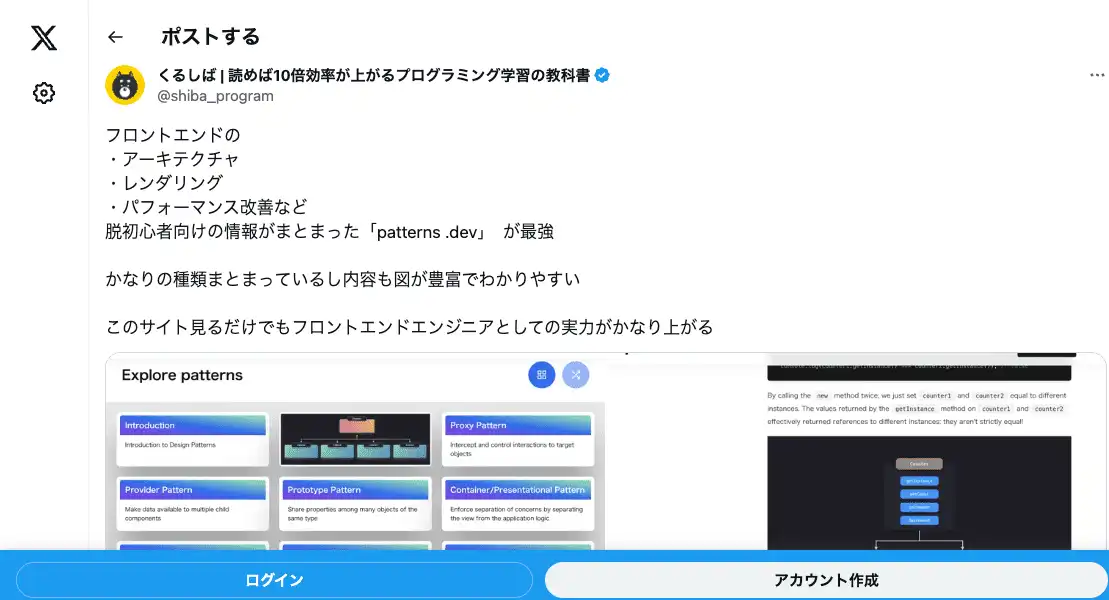 ポストする
くるしば | 読めば10倍効率が上がるプログラミング学習の教科書
@shiba_program
フロントエンドの
・アーキテクチャ
・レンダリング
・パフォーマンス改善など
脱初心者向けの情報がまとまった「patterns .dev」 が最強
かなりの種類まとまっているし内容も図が豊富でわかりやすい
このサイト見るだけでもフロントエンドエンジニアとしての実力がかなり上がる
Explore patterns
Introduction
Introduction to Design Patterns
Proxy Pattern
Intercept and control interactions to target
objects
Provider Pattern
Make data available to multiple child
components
Prototype Pattern
Share properties among many objects of the
same type
Container/Presentational Pattern
Enforce separation of concerns by separating
the view from the application logic
By calling the new method twice, we just set counter1 and counter2 equal to different
instances. The values returned by the getInstance method on counter1 and counter2
effectively returned references to different instances: they aren't strictly equal!
ログイン
アカウント作成